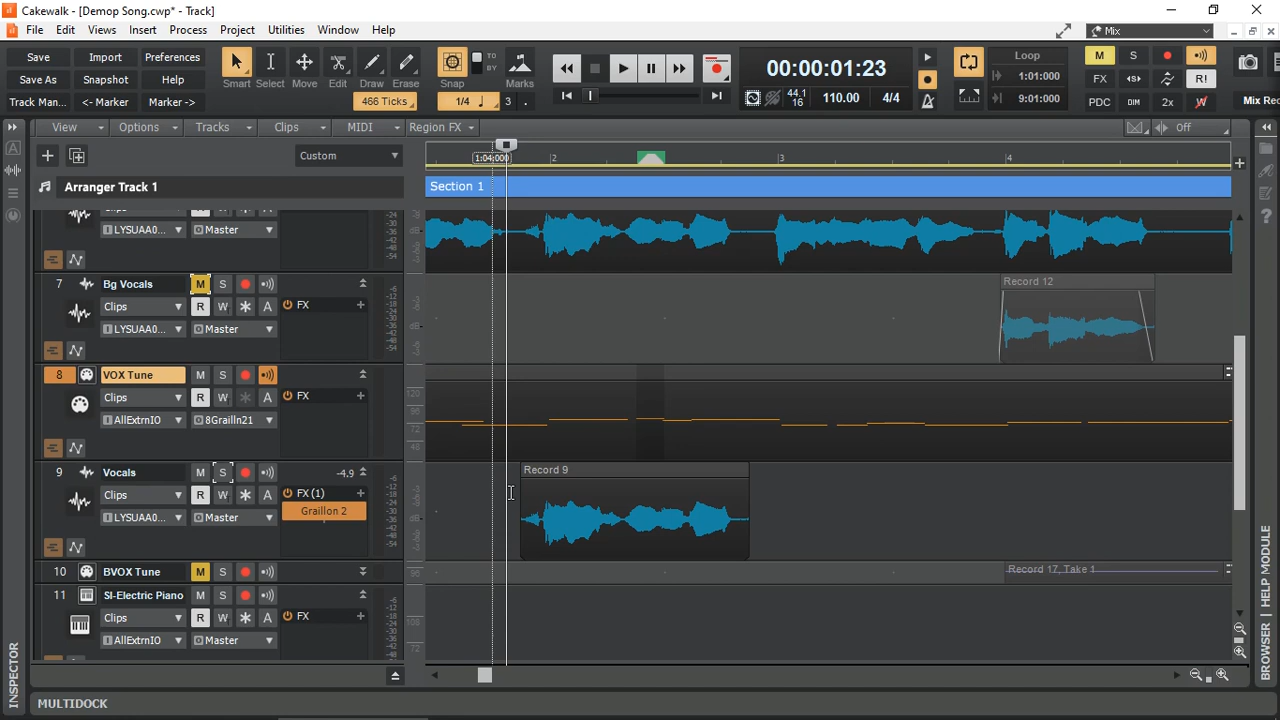 Cakewalk - [Demop Song.cwp* - Track]
File Edit Views Insert Process Project Utilities Window Help
Mix
Save Import Preferences
Save As Snapshot Help
Track Man... <- Marker Marker ->
Smart Select Move Edit Draw Erase Snap TO BY Marks
466 Ticks 1/4 3 .
00:00:01:23
44.1 16 110.00 4/4
Loop
1:01:000
9:01:000
M S R!
FX
PDC DIM 2x W
Mix Rec
View Options Tracks Clips MIDI Region FX Off
Custom
1:04:000 2 3 4
Arranger Track 1
Section 1
Clips
LYSUAA0... Master
7 Bg Vocals M S
Clips R W A FX
LYSUAA0... Master
Record 12
8 VOX Tune M S
Clips R W A FX
AllExtrnIO 8Grailln21
9 Vocals M S -4.9
Clips R W A FX (1)
Graillon 2
LYSUAA0... Master
Record 9
10 BVOX Tune M S
Record 17, Take 1
11 SI-Electric Piano M S
Clips R W A FX
AllExtrnIO Master
INSPECTOR
BROWSER | HELP MODULE
MULTIDOCK